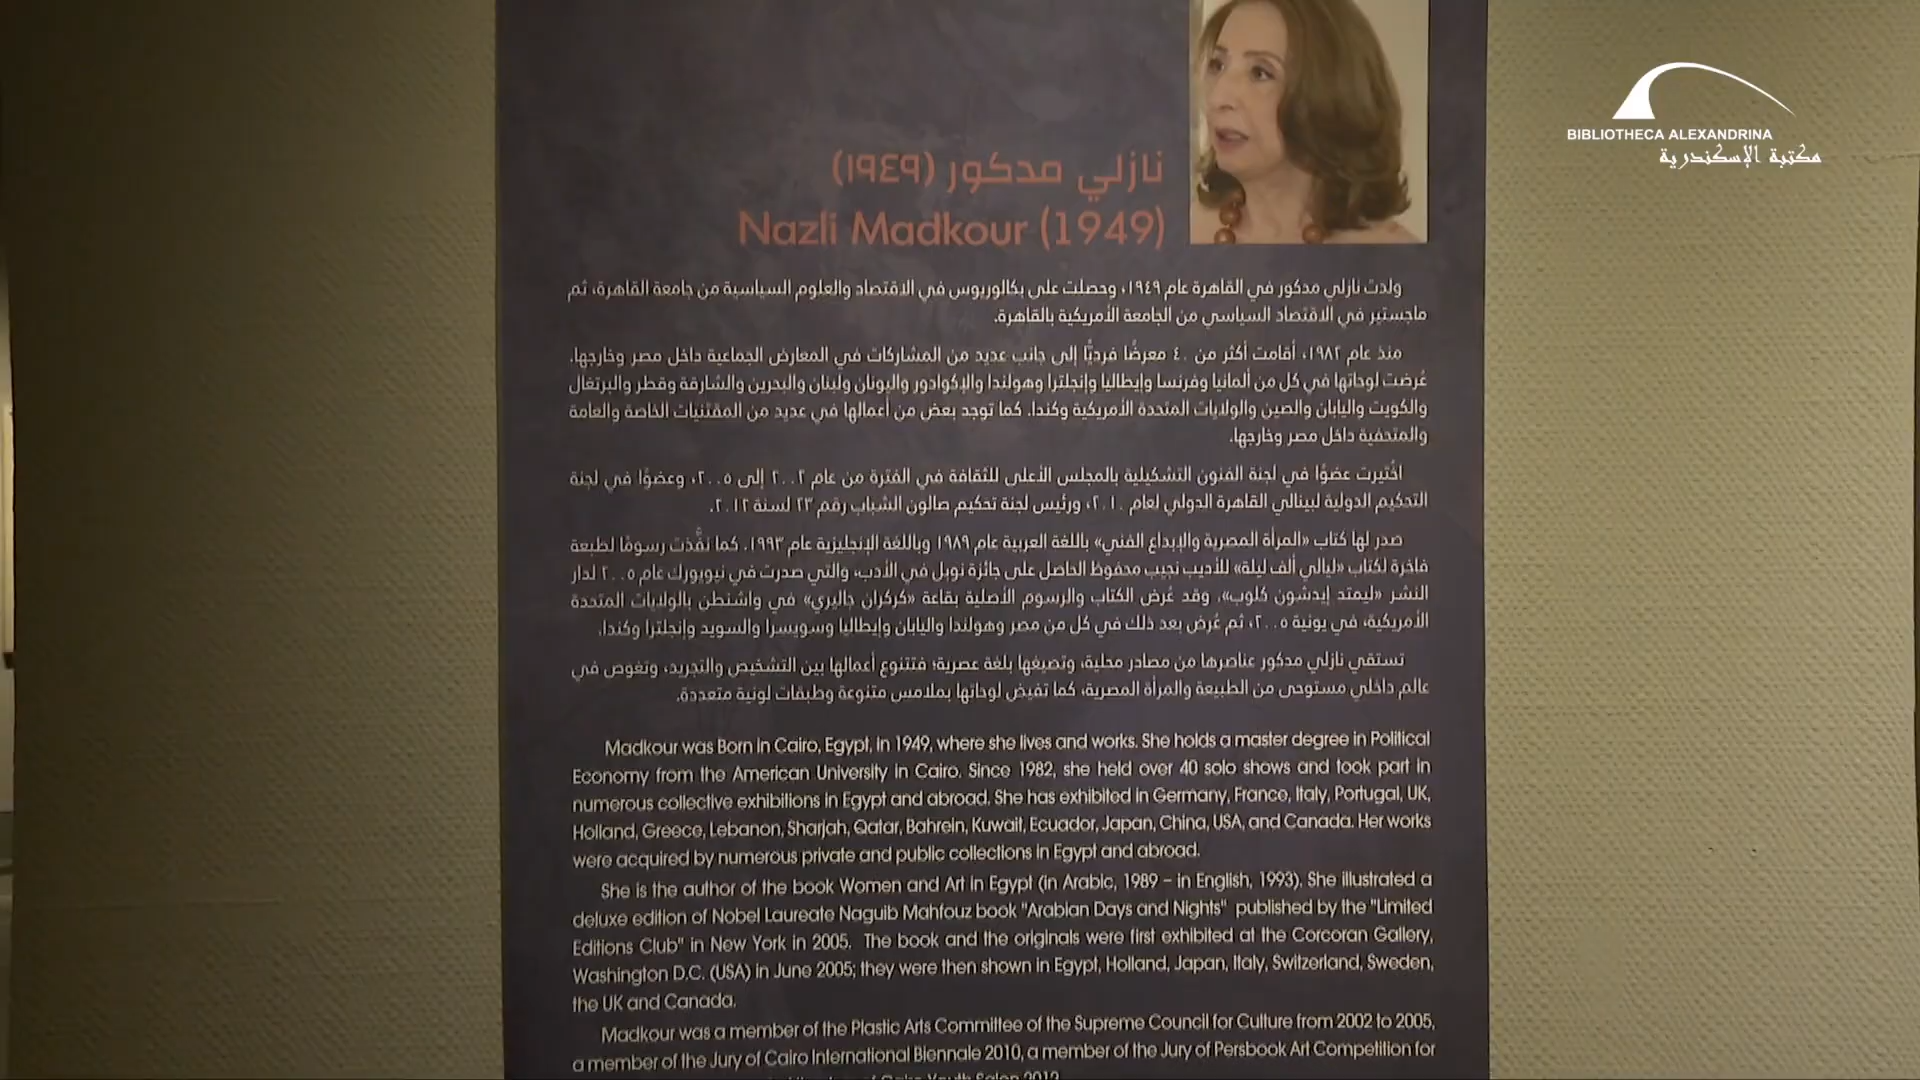 BIBLIOTHECA ALEXANDRINA
مكتبة الإسكندرية
نازلي مدكور (١٩٤٩)
Nazli Madkour (1949)
ولدت نازلي مدكور في القاهرة عام ١٩٤٩، وحصلت على بكالوريوس في الاقتصاد والعلوم السياسية من جامعة القاهرة، ثم
ماجستير في الاقتصاد السياسي من الجامعة الأمريكية بالقاهرة.
منذ عام ١٩٨٢، أقامت أكثر من ٤٠ معرضًا فرديًّا إلى جانب عديد من المشاركات في المعارض الجماعية داخل مصر وخارجها.
عُرضت لوحاتها في كل من ألمانيا وفرنسا وإيطاليا وإنجلترا وهولندا والإكوادور واليونان ولبنان والبحرين والشارقة وقطر والبرتغال
والكويت واليابان والصين والولايات المتحدة الأمريكية وكندا. كما توجد بعض من أعمالها في عديد من المقتنيات الخاصة والعامة
والمتحفية داخل مصر وخارجها.
اختيرت عضوًا في لجنة الفنون التشكيلية بالمجلس الأعلى للثقافة في الفترة من عام ٢٠٠٢ إلى ٢٠٠٥، وعضوًا في لجنة
التحكيم الدولية لبينالي القاهرة الدولي لعام ٢٠١٠، ورئيس لجنة تحكيم صالون الشباب رقم ٢٣ لسنة ٢٠١٢.
صدر لها كتاب «المرأة المصرية والإبداع الفني» باللغة العربية عام ١٩٨٩ وباللغة الإنجليزية عام ١٩٩٣. كما نفَّذت رسومًا لطبعة
فاخرة لكتاب «ليالي ألف ليلة» للأديب نجيب محفوظ الحاصل على جائزة نوبل في الأدب، والتي صدرت في نيويورك عام ٢٠٠٥ لدار
النشر «ليمتد إيدشون كلوب»، وقد عُرض الكتاب والرسوم الأصلية بقاعة «كركران جاليري» في واشنطن بالولايات المتحدة
الأمريكية، في يونية ٢٠٠٥، ثم عُرض بعد ذلك في كل من مصر وهولندا واليابان وإيطاليا وسويسرا والسويد وإنجلترا وكندا.
تستقي نازلي مدكور عناصرها من مصادر محلية، وتصيغها بلغة عصرية؛ فتتنوع أعمالها بين التشخيص والتجريد، وتغوص في
عالم داخلي مستوحى من الطبيعة والمرأة المصرية، كما تفيض لوحاتها بملامس متنوعة وطبقات لونية متعددة.
Madkour was Born in Cairo, Egypt, in 1949, where she lives and works. She holds a master degree in Political
Economy from the American University in Cairo. Since 1982, she held over 40 solo shows and took part in
numerous collective exhibitions in Egypt and abroad. She has exhibited in Germany, France, Italy, Portugal, UK,
Holland, Greece, Lebanon, Sharjah, Qatar, Bahrein, Kuwait, Ecuador, Japan, China, USA, and Canada. Her works
were acquired by numerous private and public collections in Egypt and abroad.
She is the author of the book Women and Art in Egypt (in Arabic, 1989 – in English, 1993). She illustrated a
deluxe edition of Nobel Laureate Naguib Mahfouz book "Arabian Days and Nights" published by the "Limited
Editions Club" in New York in 2005. The book and the originals were first exhibited at the Corcoran Gallery,
Washington D.C. (USA) in June 2005; they were then shown in Egypt, Holland, Japan, Italy, Switzerland, Sweden,
the UK and Canada.
Madkour was a member of the Plastic Arts Committee of the Supreme Council for Culture from 2002 to 2005,
a member of the Jury of Cairo International Biennale 2010, a member of the Jury of Persbook Art Competition for
Cairo Youth Salon 2012